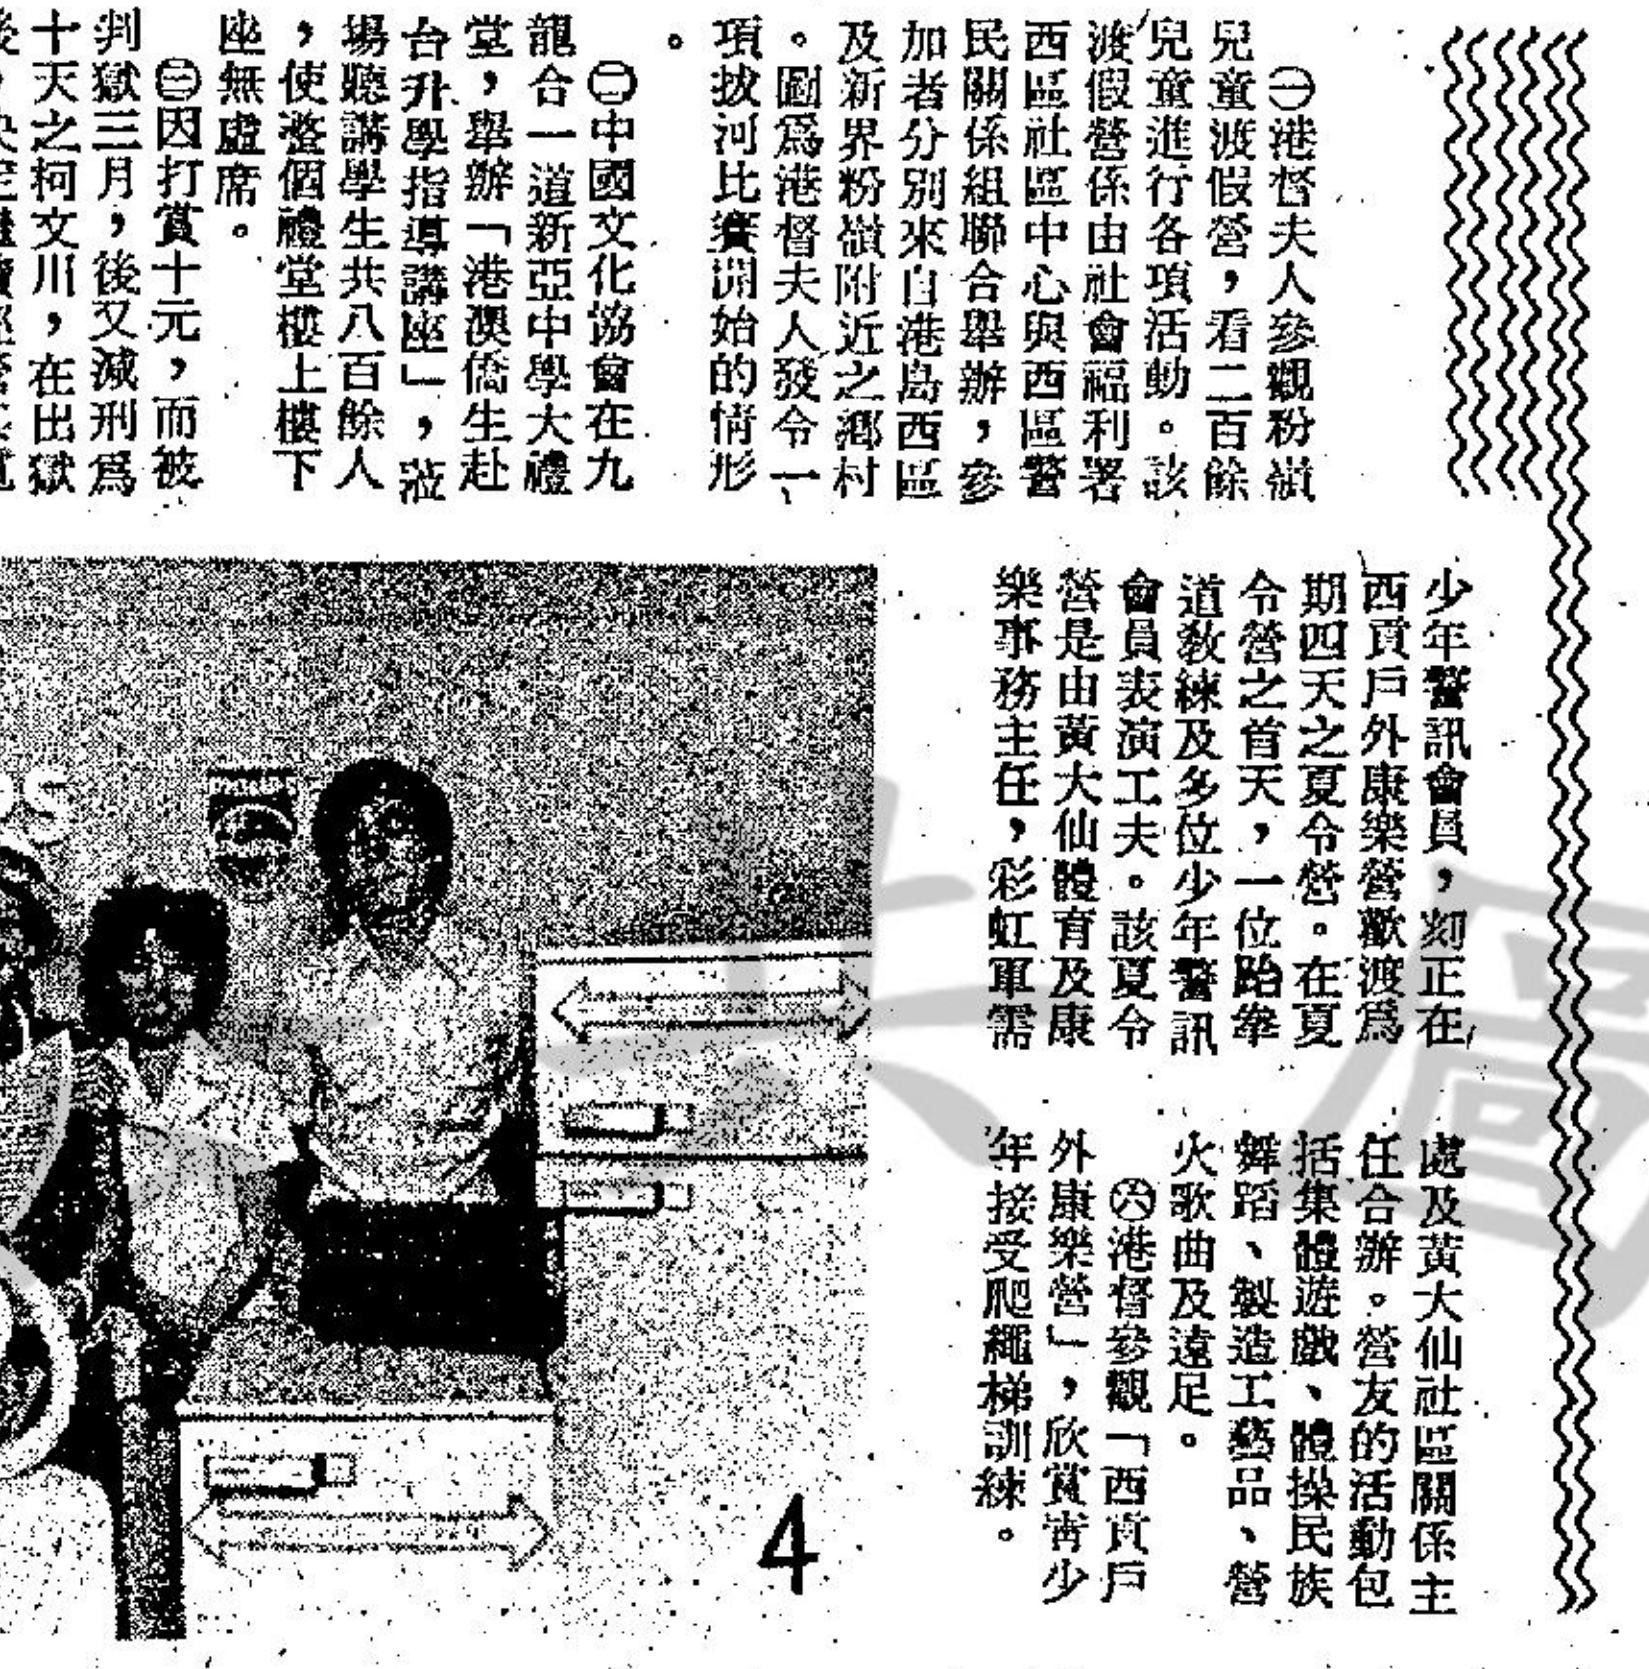 ㊀港督夫人參觀粉嶺
兒童渡假營，看二百餘
兒童進行各項活動。該
渡假營係由社會福利署
西區社區中心與西區警
民關係組聯合舉辦，參
加者分別來自港島西區
及新界粉嶺附近之鄉村
。圖為港督夫人發令一
項拔河比賽開始的情形
。
㊁中國文化協會在九
龍合一道新亞中學大禮
堂，舉辦「港澳僑生赴
台升學指導講座」，蒞
場聽講學生共八百餘人
，使整個禮堂樓上樓下
座無虛席。
㊂因打賞十元，而被
判獄三月，後又減刑為
十天之柯文川，在出獄
少年警訊會員，刻正在
西貢戶外康樂營歡渡為
期四天之夏令營。在夏
令營之首天，一位跆拳
道教練及多位少年警訊
會員表演工夫。該夏令
營是由黃大仙體育及康
樂事務主任，彩虹軍需
處及黃大仙社區關係主
任合辦。營友的活動包
括集體遊戲、體操民族
舞蹈、製造工藝品、營
火歌曲及遠足。
㊅港督參觀「西貢戶
外康樂營」，欣賞青少
年接受爬繩梯訓練。
PHILIPS
4